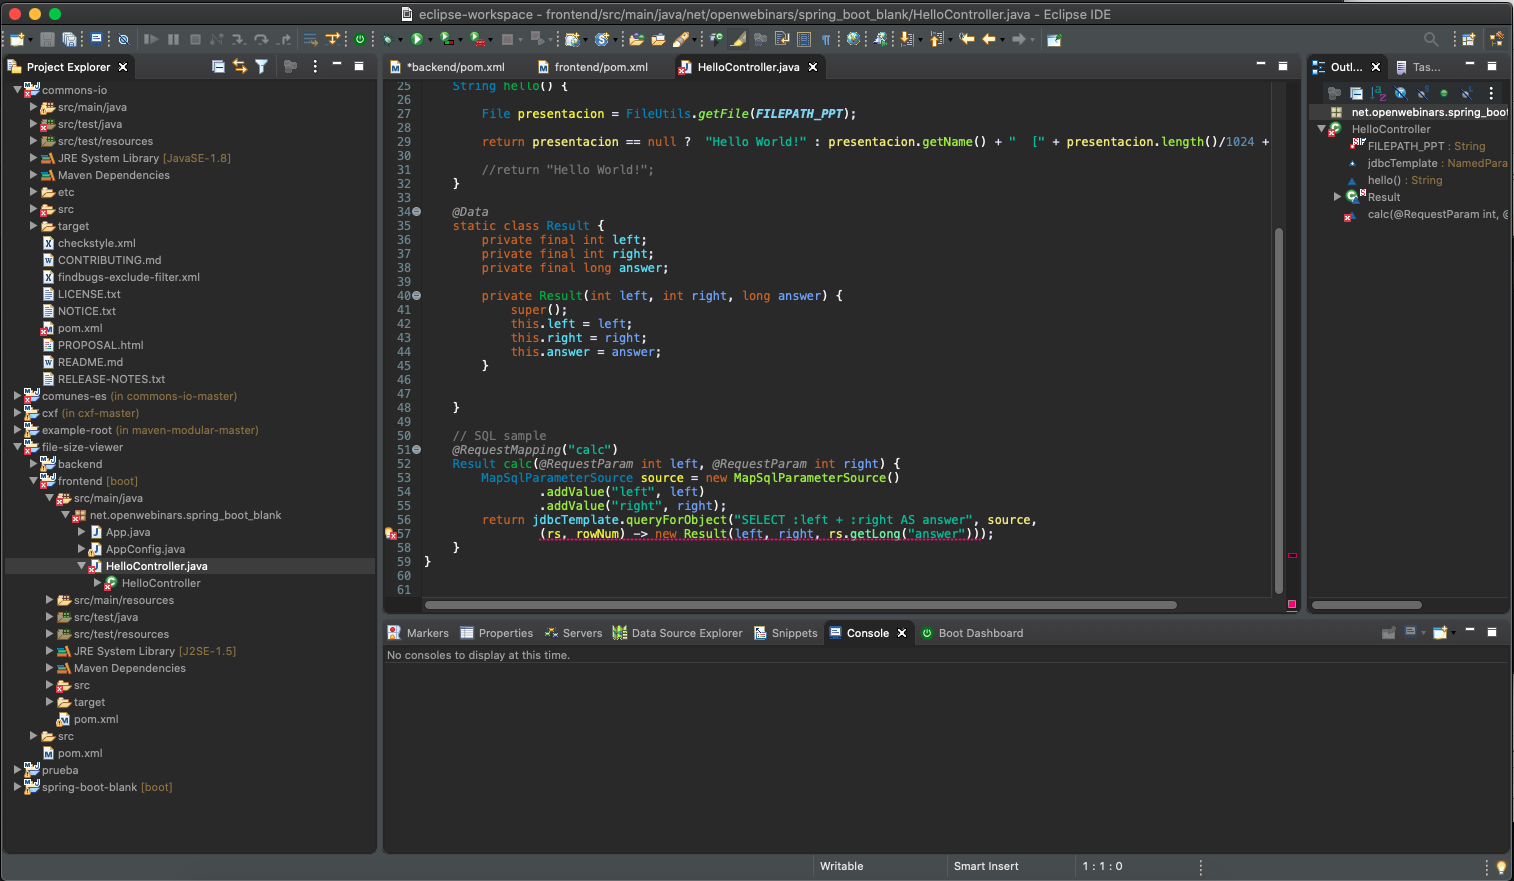 eclipse-workspace - frontend/src/main/java/net/openwebinars/spring_boot_blank/HelloController.java - Eclipse IDE
Project Explorer
commons-io
src/main/java
src/test/java
src/test/resources
JRE System Library [JavaSE-1.8]
Maven Dependencies
etc
src
target
checkstyle.xml
CONTRIBUTING.md
findbugs-exclude-filter.xml
LICENSE.txt
NOTICE.txt
pom.xml
PROPOSAL.html
README.md
RELEASE-NOTES.txt
comunes-es (in commons-io-master)
cxf (in cxf-master)
example-root (in maven-modular-master)
file-size-viewer
backend
frontend [boot]
src/main/java
net.openwebinars.spring_boot_blank
App.java
AppConfig.java
HelloController.java
HelloController
src/main/resources
src/test/java
src/test/resources
JRE System Library [J2SE-1.5]
Maven Dependencies
src
target
pom.xml
src
pom.xml
prueba
spring-boot-blank [boot]
*backend/pom.xml
frontend/pom.xml
HelloController.java
25 String hello() {
26
27 File presentacion = FileUtils.getFile(FILEPATH_PPT);
28
29 return presentacion == null ?  "Hello World!" : presentacion.getName() + "  [" + presentacion.length()/1024 +
30
31 //return "Hello World!";
32 }
33
34 @Data
35 static class Result {
36 private final int left;
37 private final int right;
38 private final long answer;
39
40 private Result(int left, int right, long answer) {
41 super();
42 this.left = left;
43 this.right = right;
44 this.answer = answer;
45 }
46
47
48 }
49
50 // SQL sample
51 @RequestMapping("calc")
52 Result calc(@RequestParam int left, @RequestParam int right) {
53 MapSqlParameterSource source = new MapSqlParameterSource()
54 .addValue("left", left)
55 .addValue("right", right);
56 return jdbcTemplate.queryForObject("SELECT :left + :right AS answer", source,
57 (rs, rowNum) -> new Result(left, right, rs.getLong("answer")));
58 }
59 }
60
61
Outl...
Tas...
net.openwebinars.spring_boot
HelloController
FILEPATH_PPT : String
jdbcTemplate : NamedPara
hello() : String
Result
calc(@RequestParam int, @
Markers
Properties
Servers
Data Source Explorer
Snippets
Console
Boot Dashboard
No consoles to display at this time.
Writable
Smart Insert
1 : 1 : 0